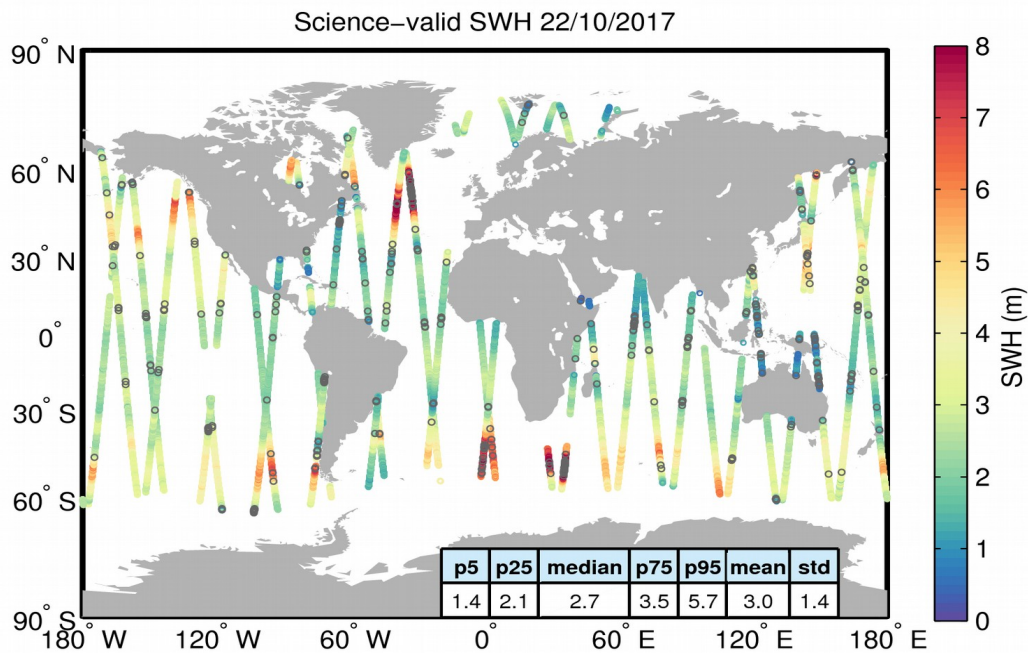 Science–valid SWH 22/10/2017
90° N
60° N
30° N
0°
30° S
60° S
90° S
180° W
120° W
60° W
0°
60° E
120° E
180° E
p5 p25 median p75 p95 mean std
1.4 2.1 2.7 3.5 5.7 3.0 1.4
8
7
6
5
4
3
2
1
0
SWH (m)